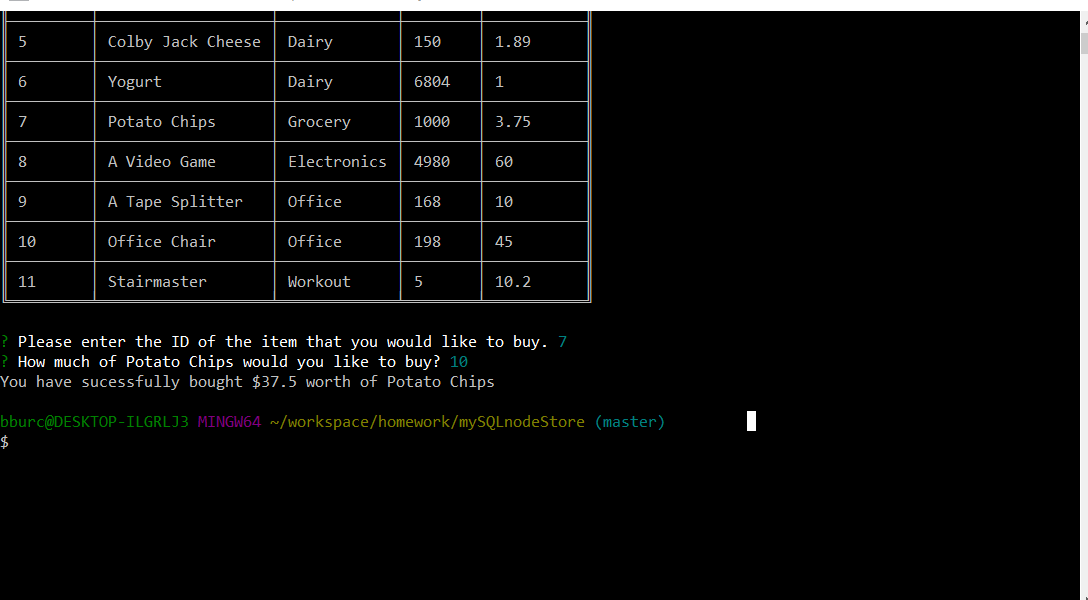 5 Colby Jack Cheese Dairy 150 1.89
6 Yogurt Dairy 6804 1
7 Potato Chips Grocery 1000 3.75
8 A Video Game Electronics 4980 60
9 A Tape Splitter Office 168 10
10 Office Chair Office 198 45
11 Stairmaster Workout 5 10.2
? Please enter the ID of the item that you would like to buy. 7
? How much of Potato Chips would you like to buy? 10
You have sucessfully bought $37.5 worth of Potato Chips
bburc@DESKTOP-ILGRLJ3 MINGW64 ~/workspace/homework/mySQLnodeStore (master)
$